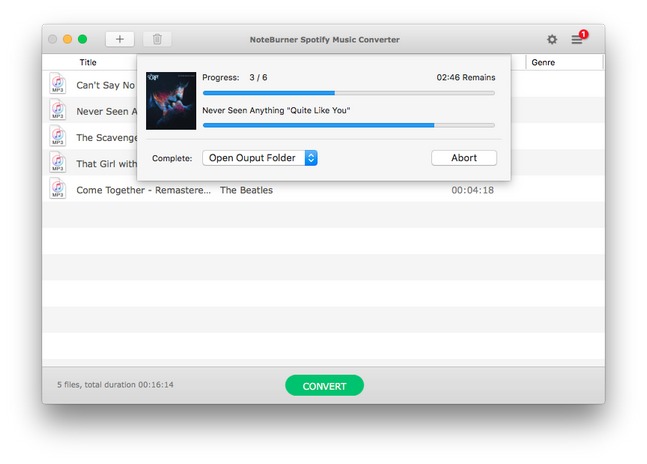 NoteBurner Spotify Music Converter
1
Title
Genre
Progress: 3 / 6
02:46 Remains
Never Seen Anything "Quite Like You"
Complete:
Open Ouput Folder
Abort
MP3
Can't Say No
MP3
Never Seen A
MP3
The Scavenge
MP3
That Girl with
MP3
Come Together - Remastere... The Beatles 00:04:18
5 files, total duration 00:16:14
CONVERT